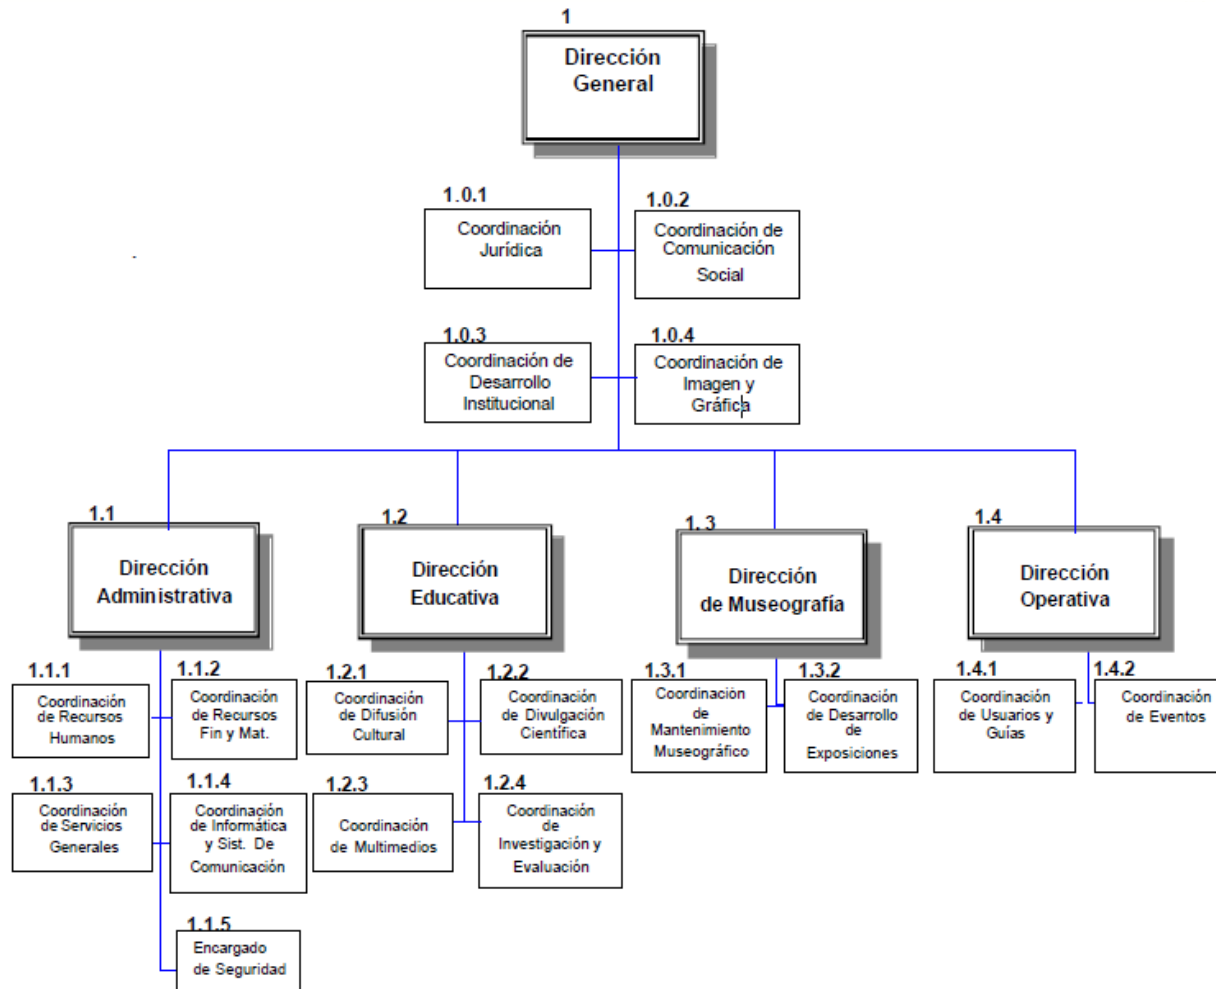 1
Dirección
General
1.0.1
Coordinación
Jurídica
1.0.2
Coordinación de
Comunicación
Social
1.0.3
Coordinación de
Desarrollo
Institucional
1.0.4
Coordinación de
Imagen y
Gráfica
1.1
Dirección
Administrativa
1.2
Dirección
Educativa
1.3
Dirección
de Museografía
1.4
Dirección
Operativa
1.1.1
Coordinación
de Recursos
Humanos
1.1.2
Coordinación
de Recursos
Fin y Mat.
1.2.1
Coordinación
de Difusión
Cultural
1.2.2
Coordinación
de Divulgación
Científica
1.3.1
Coordinación
de
Mantenimiento
Museográfico
1.3.2
Coordinación
de Desarrollo
de
Exposiciones
1.4.1
Coordinación
de Usuarios y
Guías
1.4.2
Coordinación
de Eventos
1.1.3
Coordinación
de Servicios
Generales
1.1.4
Coordinación
de Informática
y Sist. De
Comunicación
1.2.3
Coordinación
de Multimedios
1.2.4
Coordinación
de
Investigación y
Evaluación
1.1.5
Encargado
de Seguridad